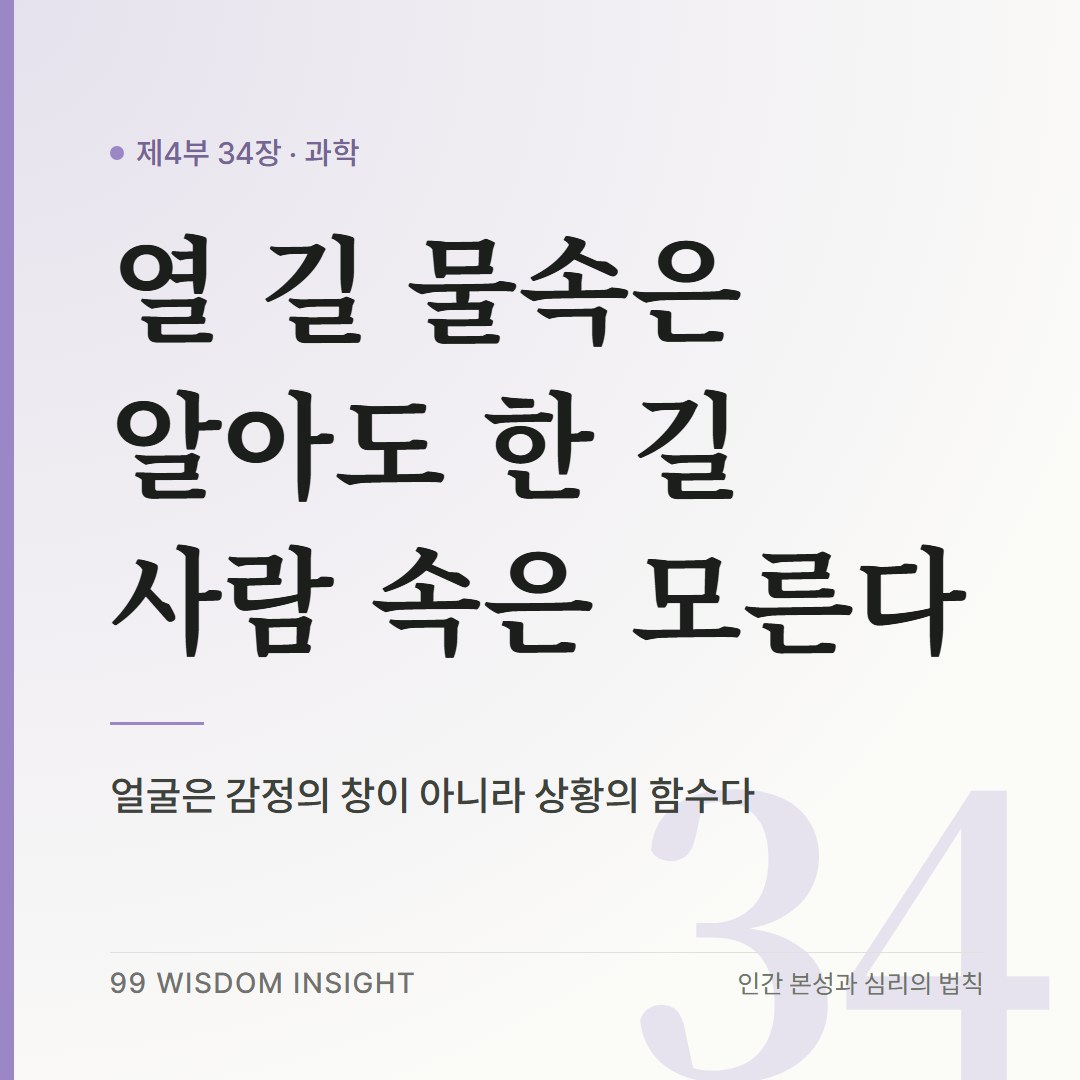 제4부 34장 · 과학
열 길 물속은
알아도 한 길
사람 속은 모른다
얼굴은 감정의 창이 아니라 상황의 함수다
34
99 WISDOM INSIGHT
인간 본성과 심리의 법칙